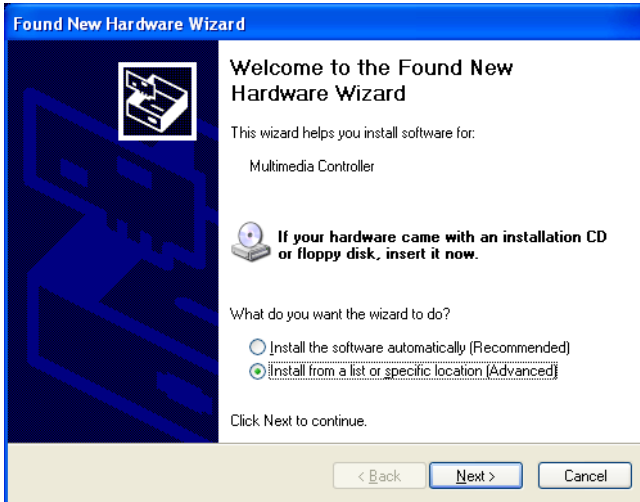 Found New Hardware Wizard
Welcome to the Found New
Hardware Wizard
This wizard helps you install software for:
Multimedia Controller
If your hardware came with an installation CD
or floppy disk, insert it now.
What do you want the wizard to do?
Install the software automatically (Recommended)
Install from a list or specific location (Advanced)
Click Next to continue.
< Back
Next >
Cancel